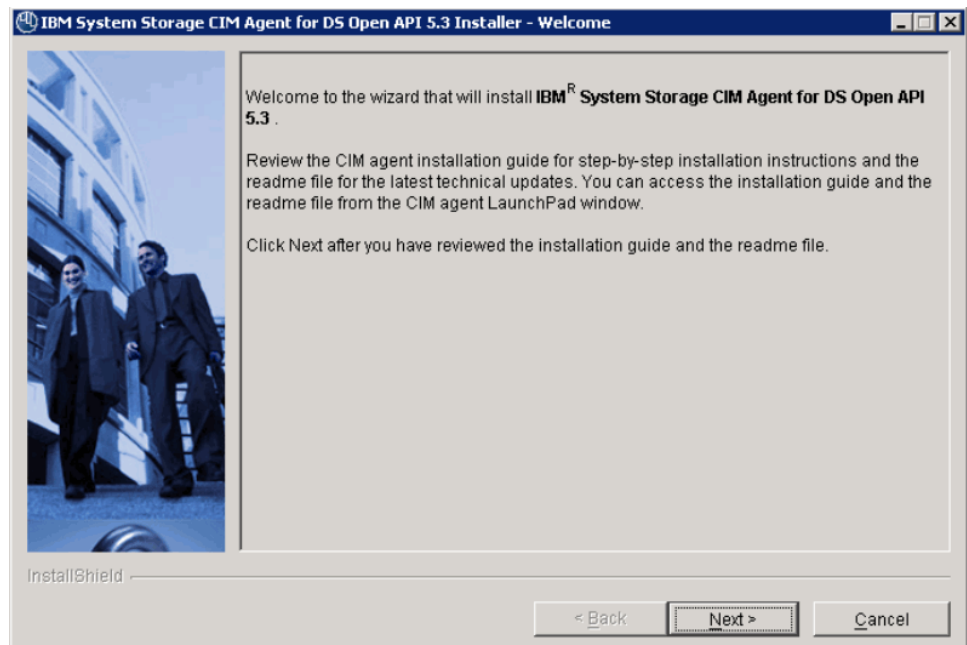 IBM System Storage CIM Agent for DS Open API 5.3 Installer - Welcome
Welcome to the wizard that will install IBM^R System Storage CIM Agent for DS Open API
5.3 .
Review the CIM agent installation guide for step-by-step installation instructions and the
readme file for the latest technical updates. You can access the installation guide and the
readme file from the CIM agent LaunchPad window.
Click Next after you have reviewed the installation guide and the readme file.
InstallShield
< Back
Next >
Cancel